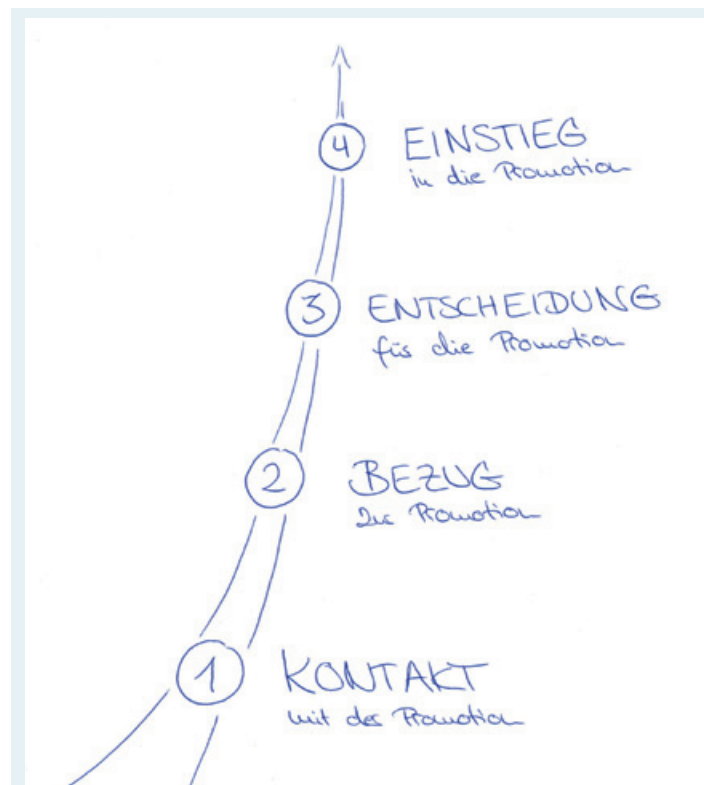 4 EINSTIEG
in die Promotion
3 ENTSCHEIDUNG
für die Promotion
2 BEZUG
zur Promotion
1 KONTAKT
mit der Promotion